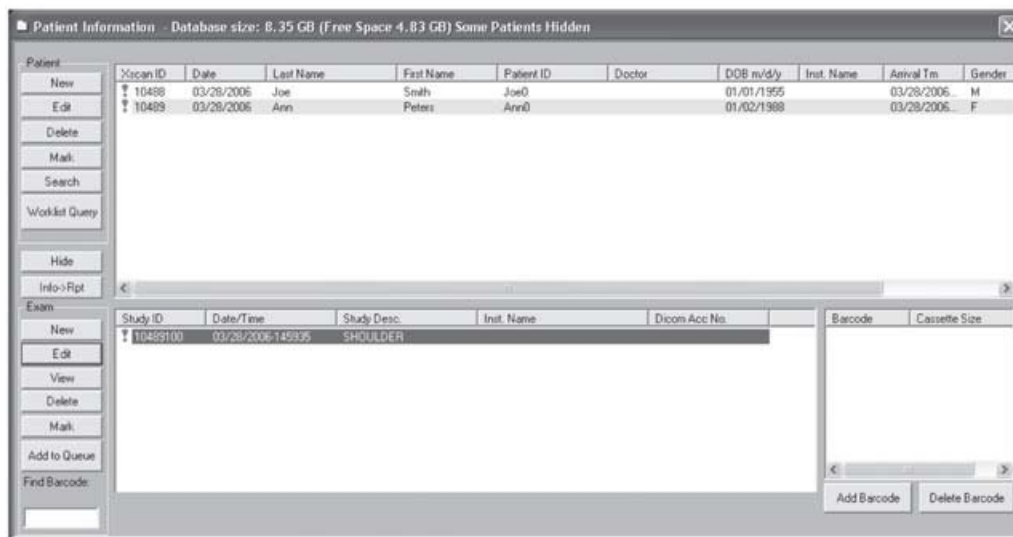 Patient Information - Database size: 8.35 GB (Free Space 4.83 GB) Some Patients Hidden
Patient
New
Edit
Delete
Mark
Search
Worklist Query
Hide
Info->Rpt
Xscan ID Date Last Name First Name Patient ID Doctor DOB m/d/y Inst. Name Arrival Tm Gender
10488 03/28/2006 Joe Smith Joe0 01/01/1955 03/28/2006... M
10489 03/28/2006 Ann Peters Ann0 01/02/1988 03/28/2006... F
Exam
New
Edit
View
Delete
Mark
Add to Queue
Find Barcode:
Study ID Date/Time Study Desc. Inst. Name Dicom Acc No.
10489100 03/28/2006-145935 SHOULDER
Barcode Cassette Size
Add Barcode Delete Barcode